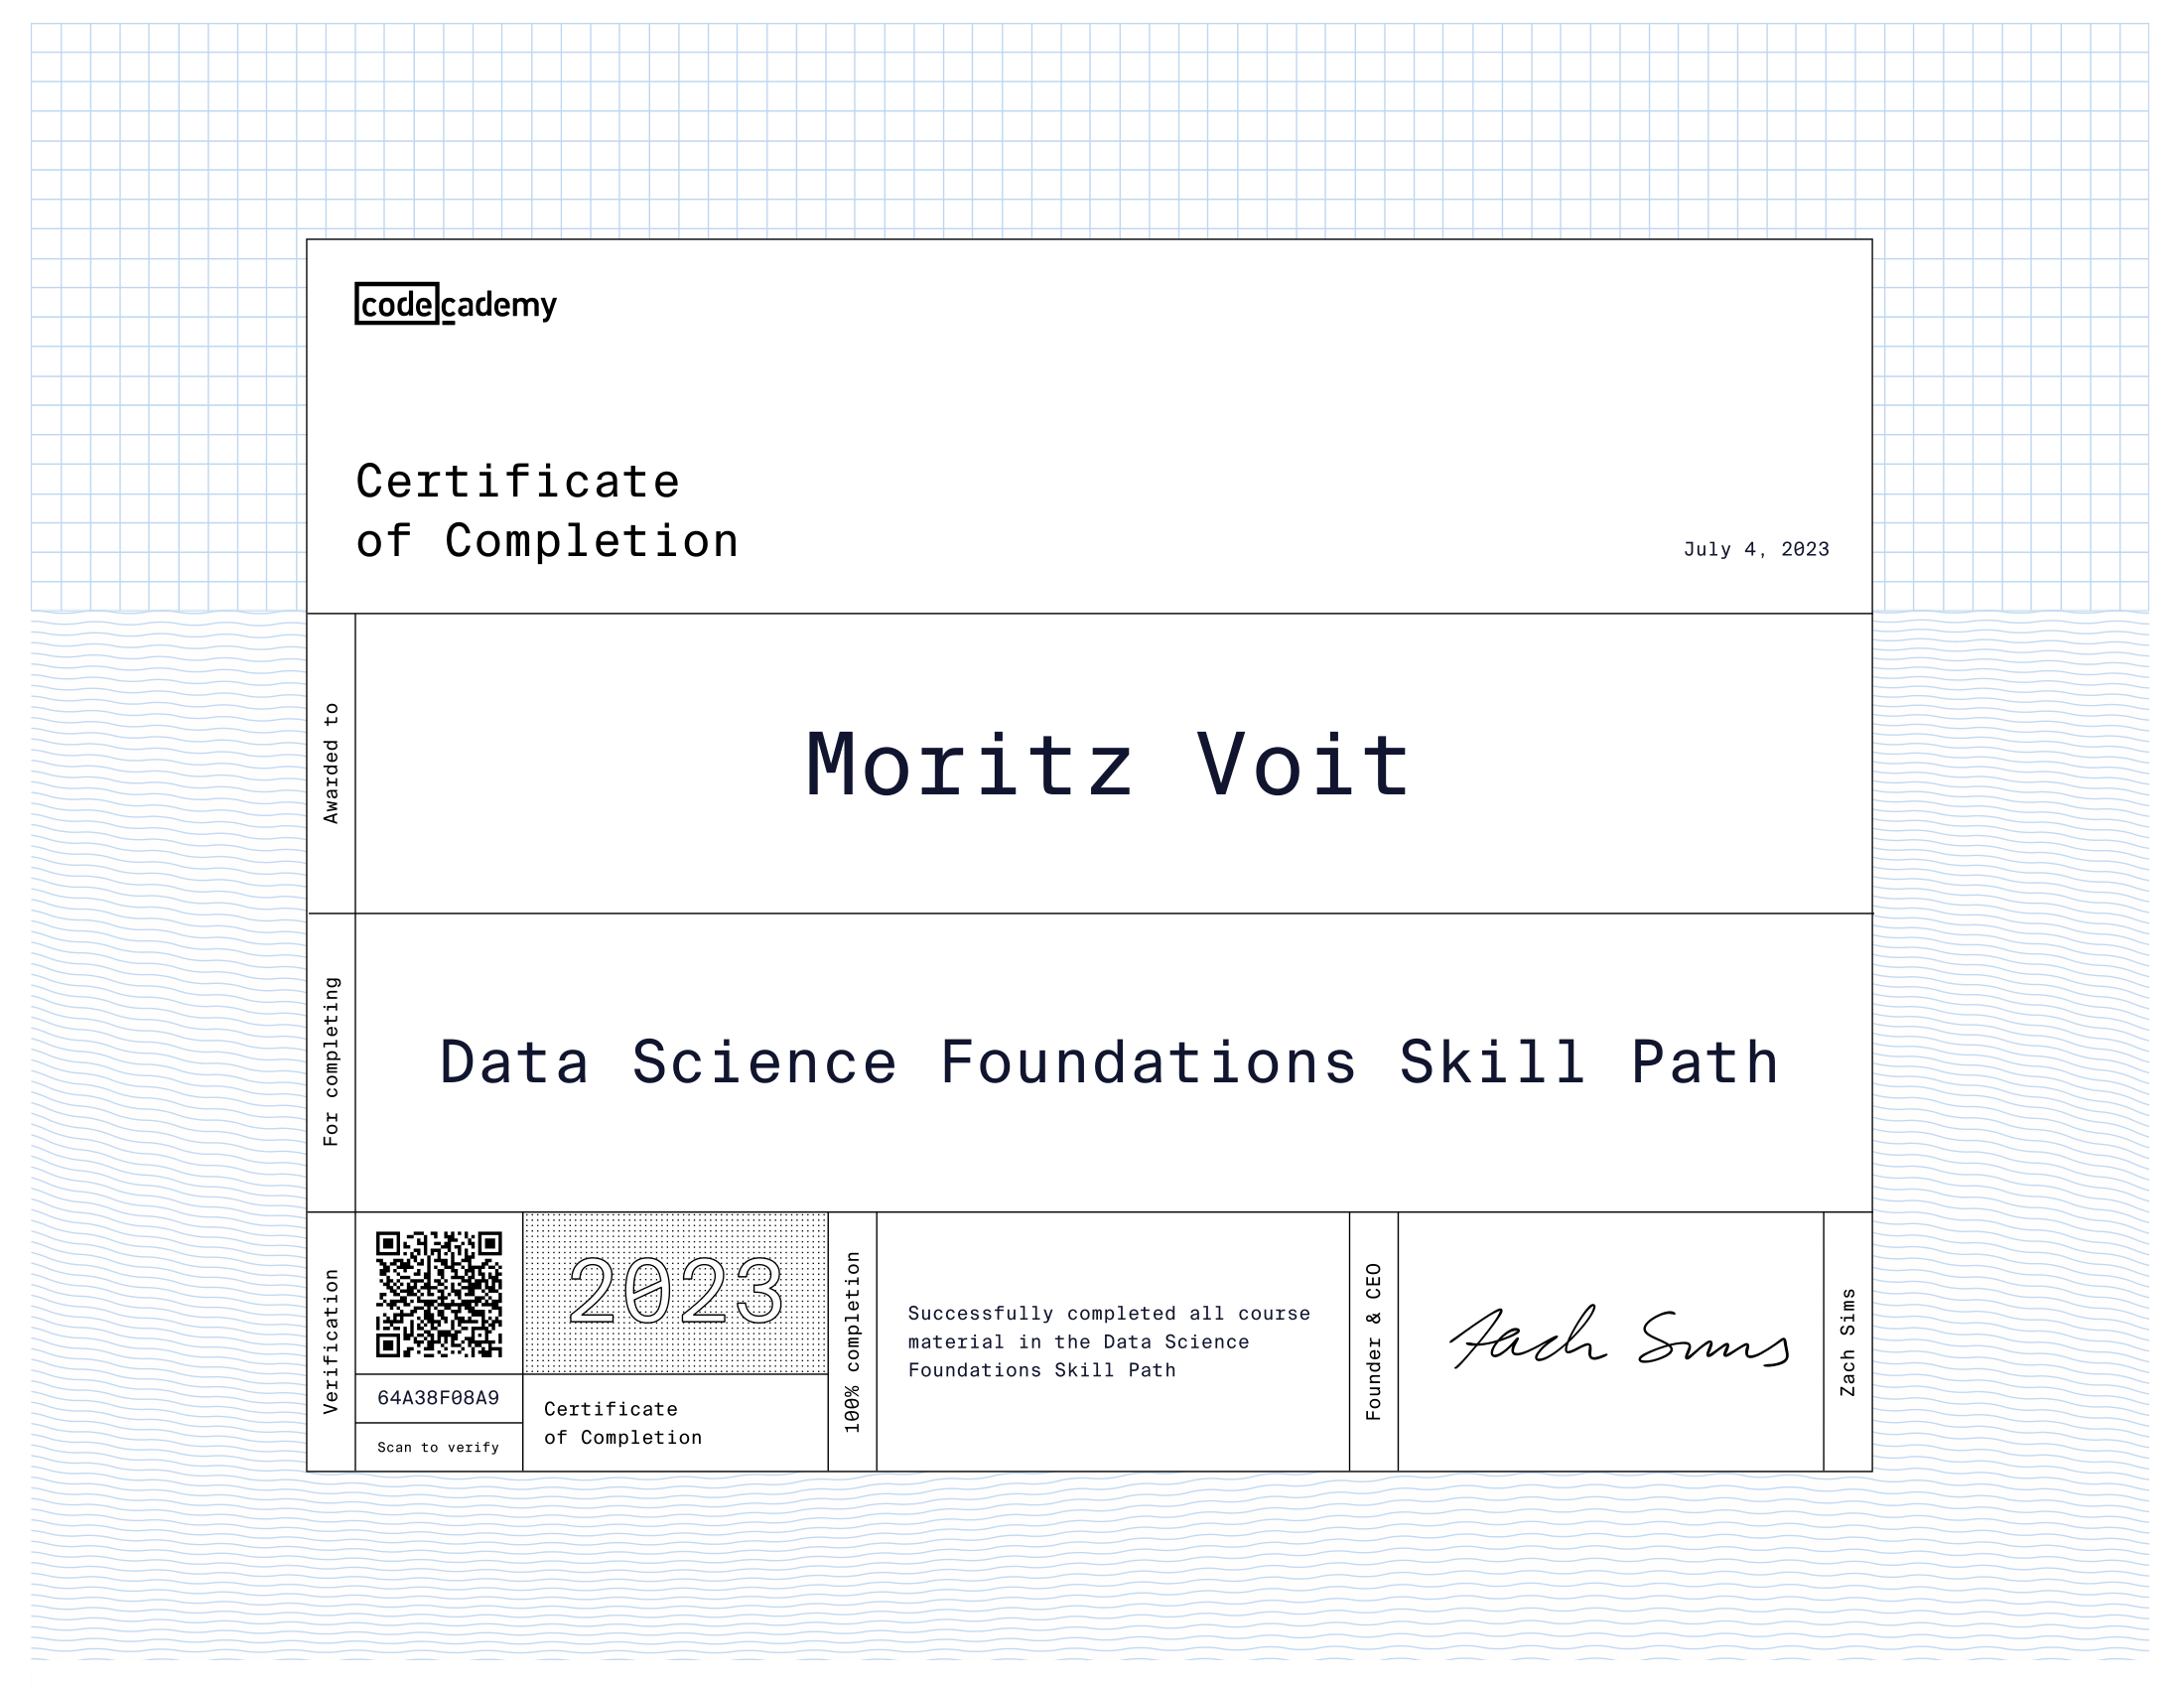 codecademy
Certificate
of Completion
July 4, 2023
Awarded to
Moritz Voit
For completing
Data Science Foundations Skill Path
Verification
64A38F08A9
Scan to verify
2023
Certificate
of Completion
100% completion
Successfully completed all course
material in the Data Science
Foundations Skill Path
Founder & CEO
Zach Sims
Zach Sims